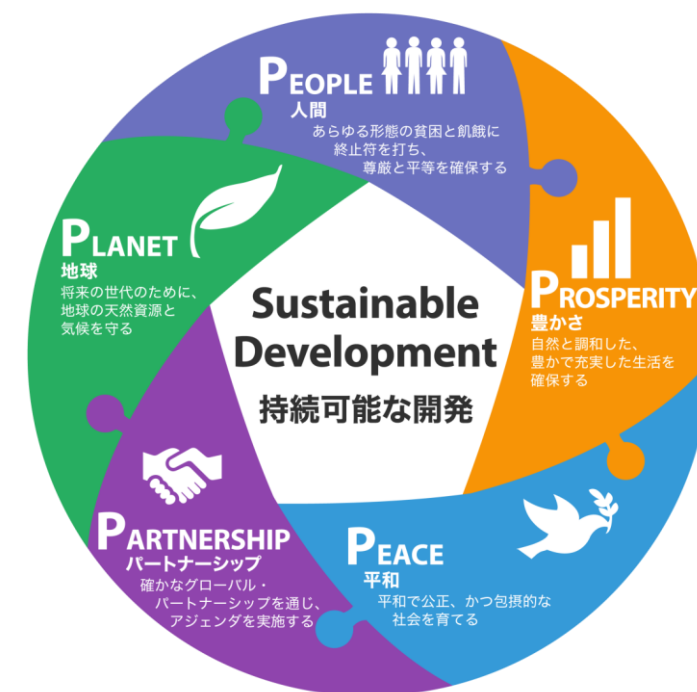 PEOPLE
人間
あらゆる形態の貧困と飢餓に
終止符を打ち、
尊厳と平等を確保する
PROSPERITY
豊かさ
自然と調和した、
豊かで充実した生活を
確保する
PEACE
平和
平和で公正、かつ包摂的な
社会を育てる
PARTNERSHIP
パートナーシップ
確かなグローバル・
パートナーシップを通じ、
アジェンダを実施する
PLANET
地球
将来の世代のために、
地球の天然資源と
気候を守る
Sustainable
Development
持続可能な開発